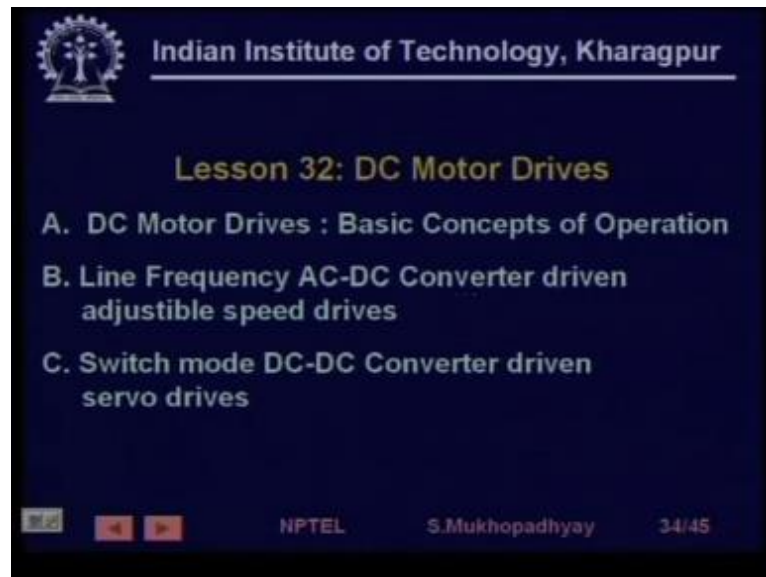 Indian Institute of Technology, Kharagpur
Lesson 32: DC Motor Drives
A. DC Motor Drives : Basic Concepts of Operation
B. Line Frequency AC-DC Converter driven
adjustible speed drives
C. Switch mode DC-DC Converter driven
servo drives
NPTEL S.Mukhopadhyay 34/45